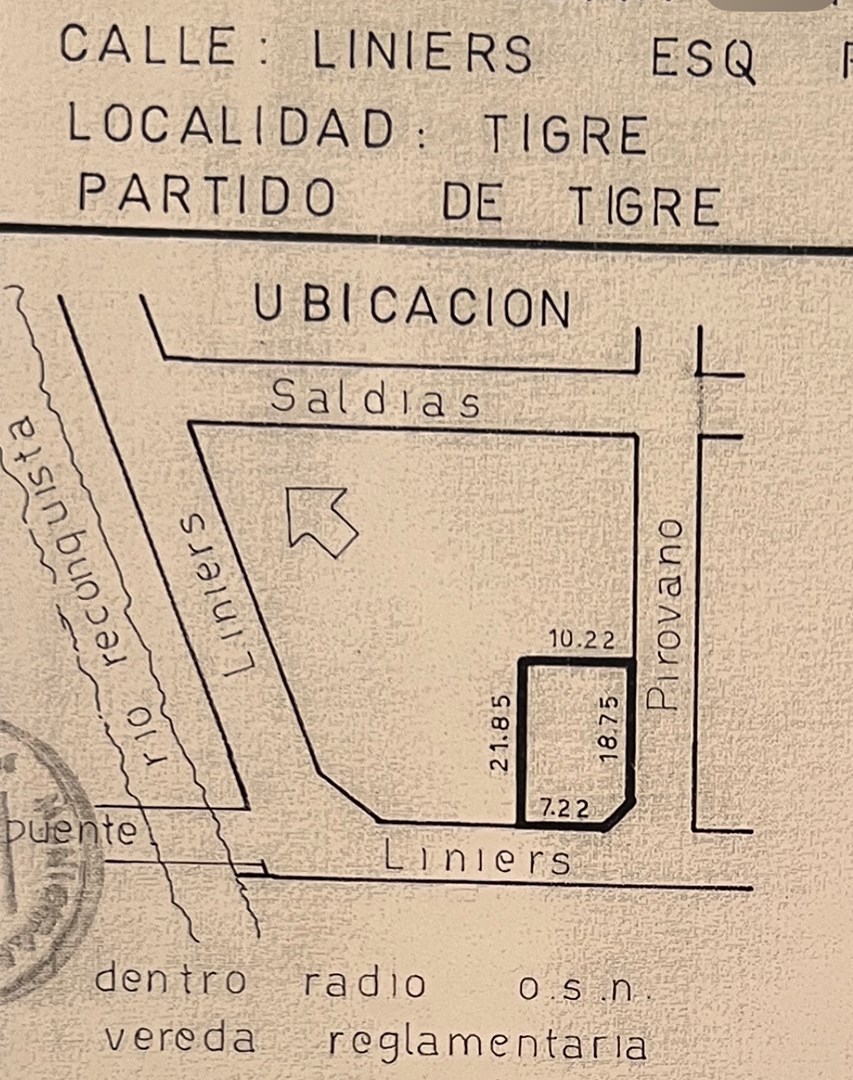 CALLE: LINIERS ESQ
LOCALIDAD: TIGRE
PARTIDO DE TIGRE
UBICACION
Saldias
rio reconquista
Liniers
Pirovano
10.22
21.85
18.75
7.22
puente
Liniers
dentro radio o.s.n.
vereda reglamentaria